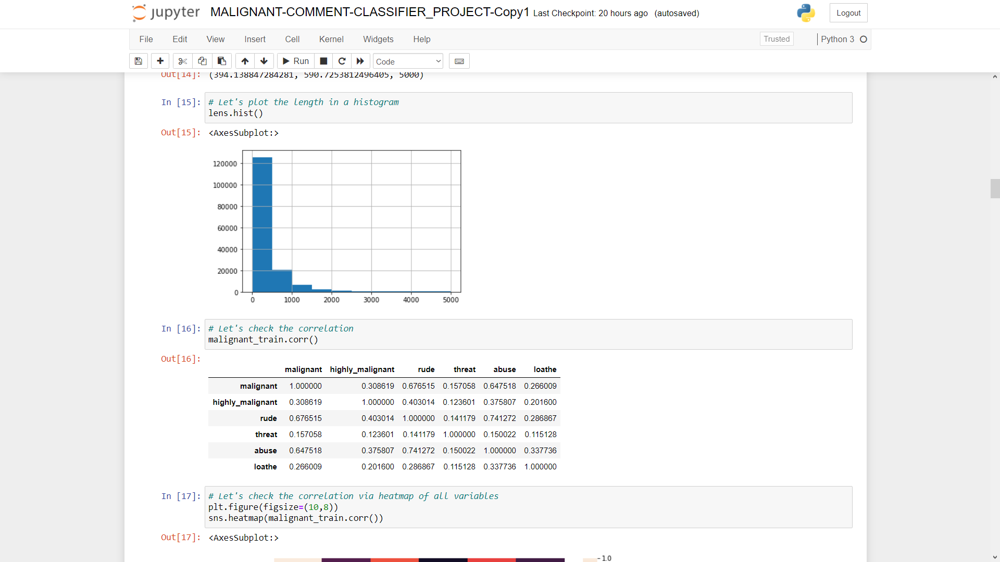 jupyter MALIGNANT-COMMENT-CLASSIFIER_PROJECT-Copy1 Last Checkpoint: 20 hours ago (autosaved) Logout
File Edit View Insert Cell Kernel Widgets Help Trusted Python 3
Run Code
Out[14]: (394.138847284281, 590.7253812496405, 5000)
In [15]: # Let's plot the length in a histogram
lens.hist()
Out[15]: <AxesSubplot:>
120000
100000
80000
60000
40000
20000
0
0 1000 2000 3000 4000 5000
In [16]: # Let's check the correlation
malignant_train.corr()
Out[16]:
malignant highly_malignant rude threat abuse loathe
malignant 1.000000 0.308619 0.676515 0.157058 0.647518 0.266009
highly_malignant 0.308619 1.000000 0.403014 0.123601 0.375807 0.201600
rude 0.676515 0.403014 1.000000 0.141179 0.741272 0.286867
threat 0.157058 0.123601 0.141179 1.000000 0.150022 0.115128
abuse 0.647518 0.375807 0.741272 0.150022 1.000000 0.337736
loathe 0.266009 0.201600 0.286867 0.115128 0.337736 1.000000
In [17]: # Let's check the correlation via heatmap of all variables
plt.figure(figsize=(10,8))
sns.heatmap(malignant_train.corr())
Out[17]: <AxesSubplot:>
1.0